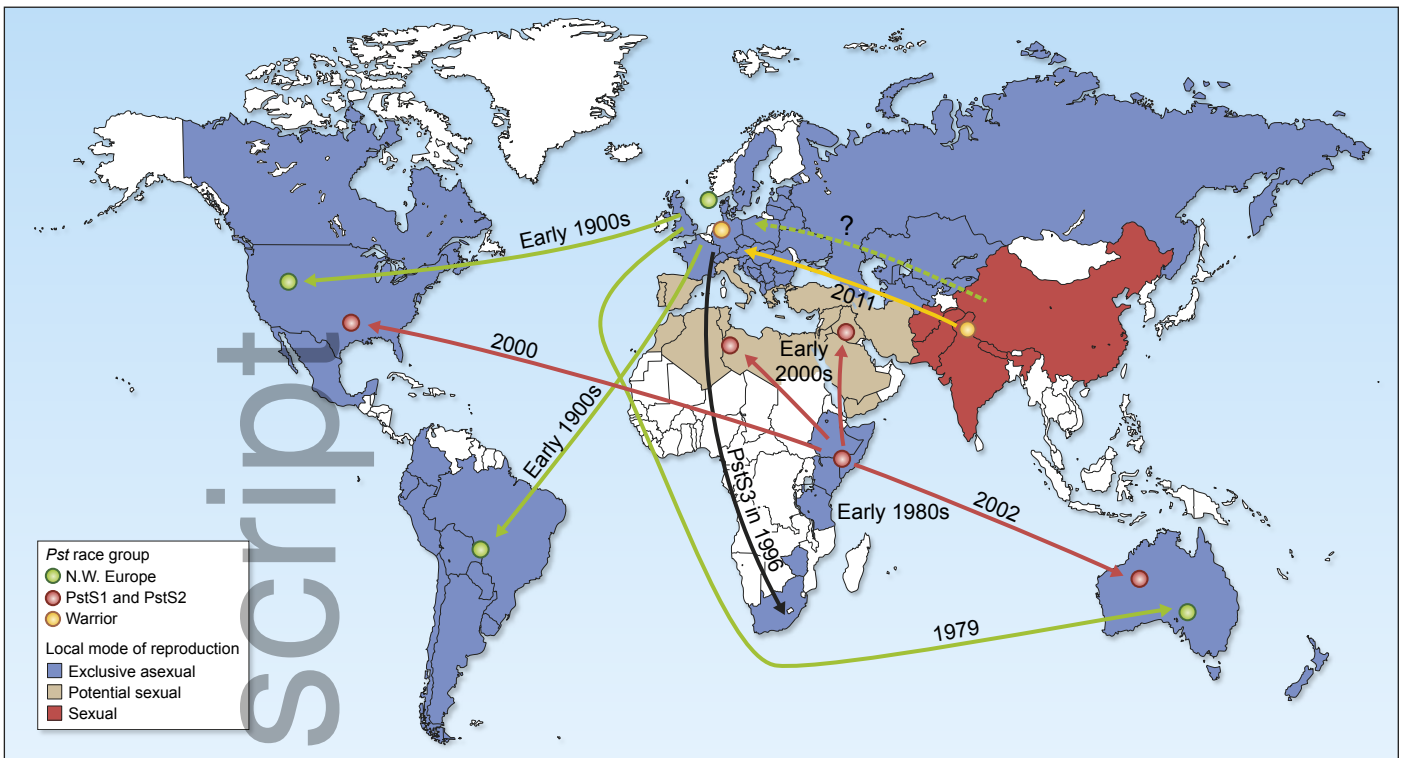 Early 1900s
?
2011
2000
Early
2000s
Early 1900s
PstS3 in 1996
Early 1980s
2002
1979
script
Pst race group
N.W. Europe
PstS1 and PstS2
Warrior
Local mode of reproduction
Exclusive asexual
Potential sexual
Sexual